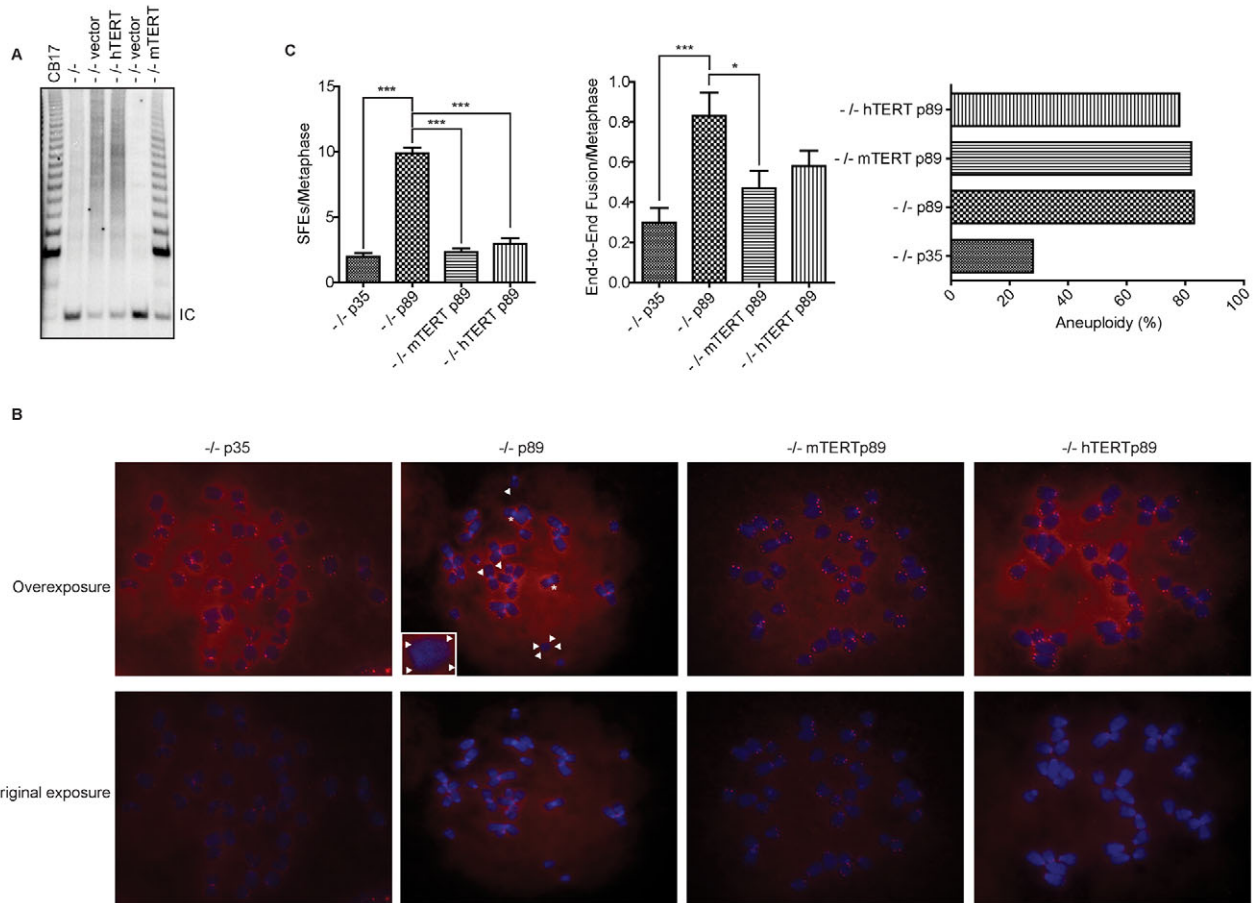 A
CB17
- /-
- /- vector
- /- hTERT
- /- vector
- /- mTERT
IC
C
SFEs/Metaphase
15
10
5
0
***
***
***
- /- p35
- /- p89
- /- mTERT p89
- /- hTERT p89
End-to-End Fusion/Metaphase
1.0
0.8
0.6
0.4
0.2
0.0
***
*
- /- p35
- /- p89
- /- mTERT p89
- /- hTERT p89
- /- hTERT p89
- /- mTERT p89
- /- p89
- /- p35
0
20
40
60
80
100
Aneuploidy (%)
B
-/- p35
-/- p89
-/- mTERTp89
-/- hTERTp89
Overexposure
*
*
riginal exposure